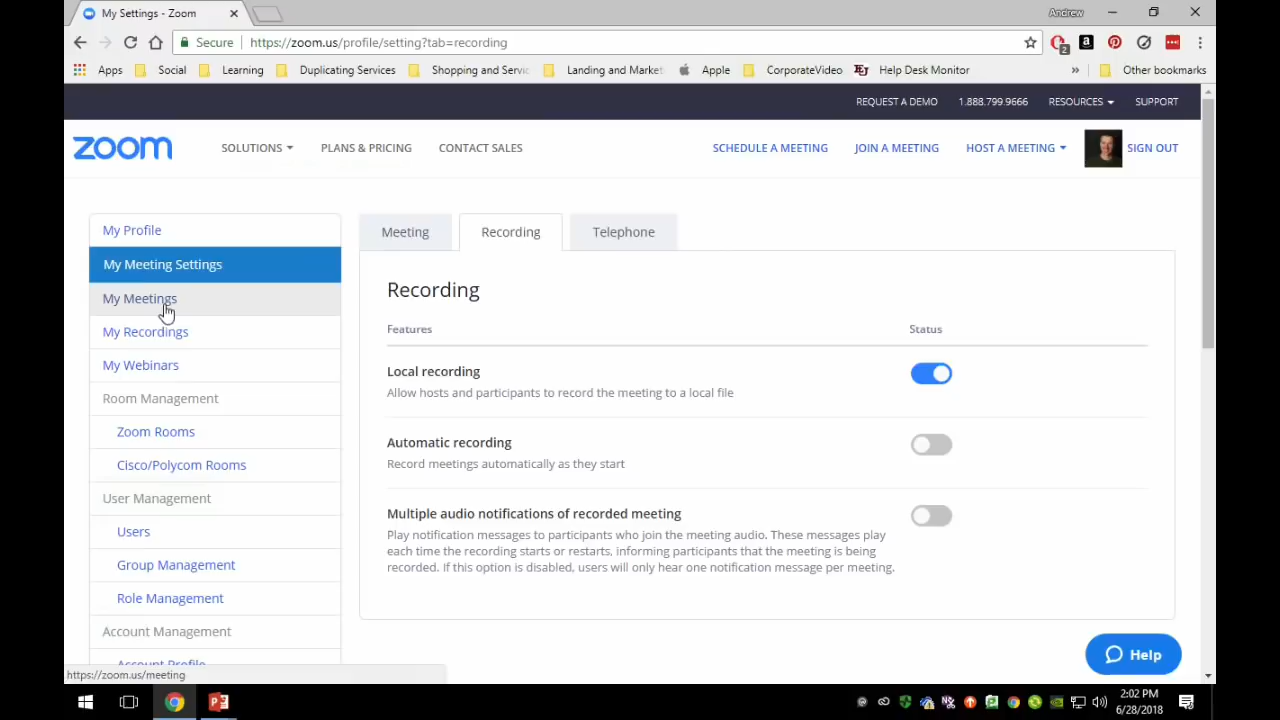 My Settings - Zoom
Andrew
Secure https://zoom.us/profile/setting?tab=recording
2
Apps Social Learning Duplicating Services Shopping and Servic Landing and Market Apple CorporateVideo Help Desk Monitor » Other bookmarks
REQUEST A DEMO 1.888.799.9666 RESOURCES SUPPORT
zoom SOLUTIONS PLANS & PRICING CONTACT SALES SCHEDULE A MEETING JOIN A MEETING HOST A MEETING SIGN OUT
My Profile
My Meeting Settings
My Meetings
My Recordings
My Webinars
Room Management
Zoom Rooms
Cisco/Polycom Rooms
User Management
Users
Group Management
Role Management
Account Management
Account Profile
Meeting Recording Telephone
Recording
Features Status
Local recording
Allow hosts and participants to record the meeting to a local file
Automatic recording
Record meetings automatically as they start
Multiple audio notifications of recorded meeting
Play notification messages to participants who join the meeting audio. These messages play
each time the recording starts or restarts, informing participants that the meeting is being
recorded. If this option is disabled, users will only hear one notification message per meeting.
Help
https://zoom.us/meeting
2:02 PM
6/28/2018